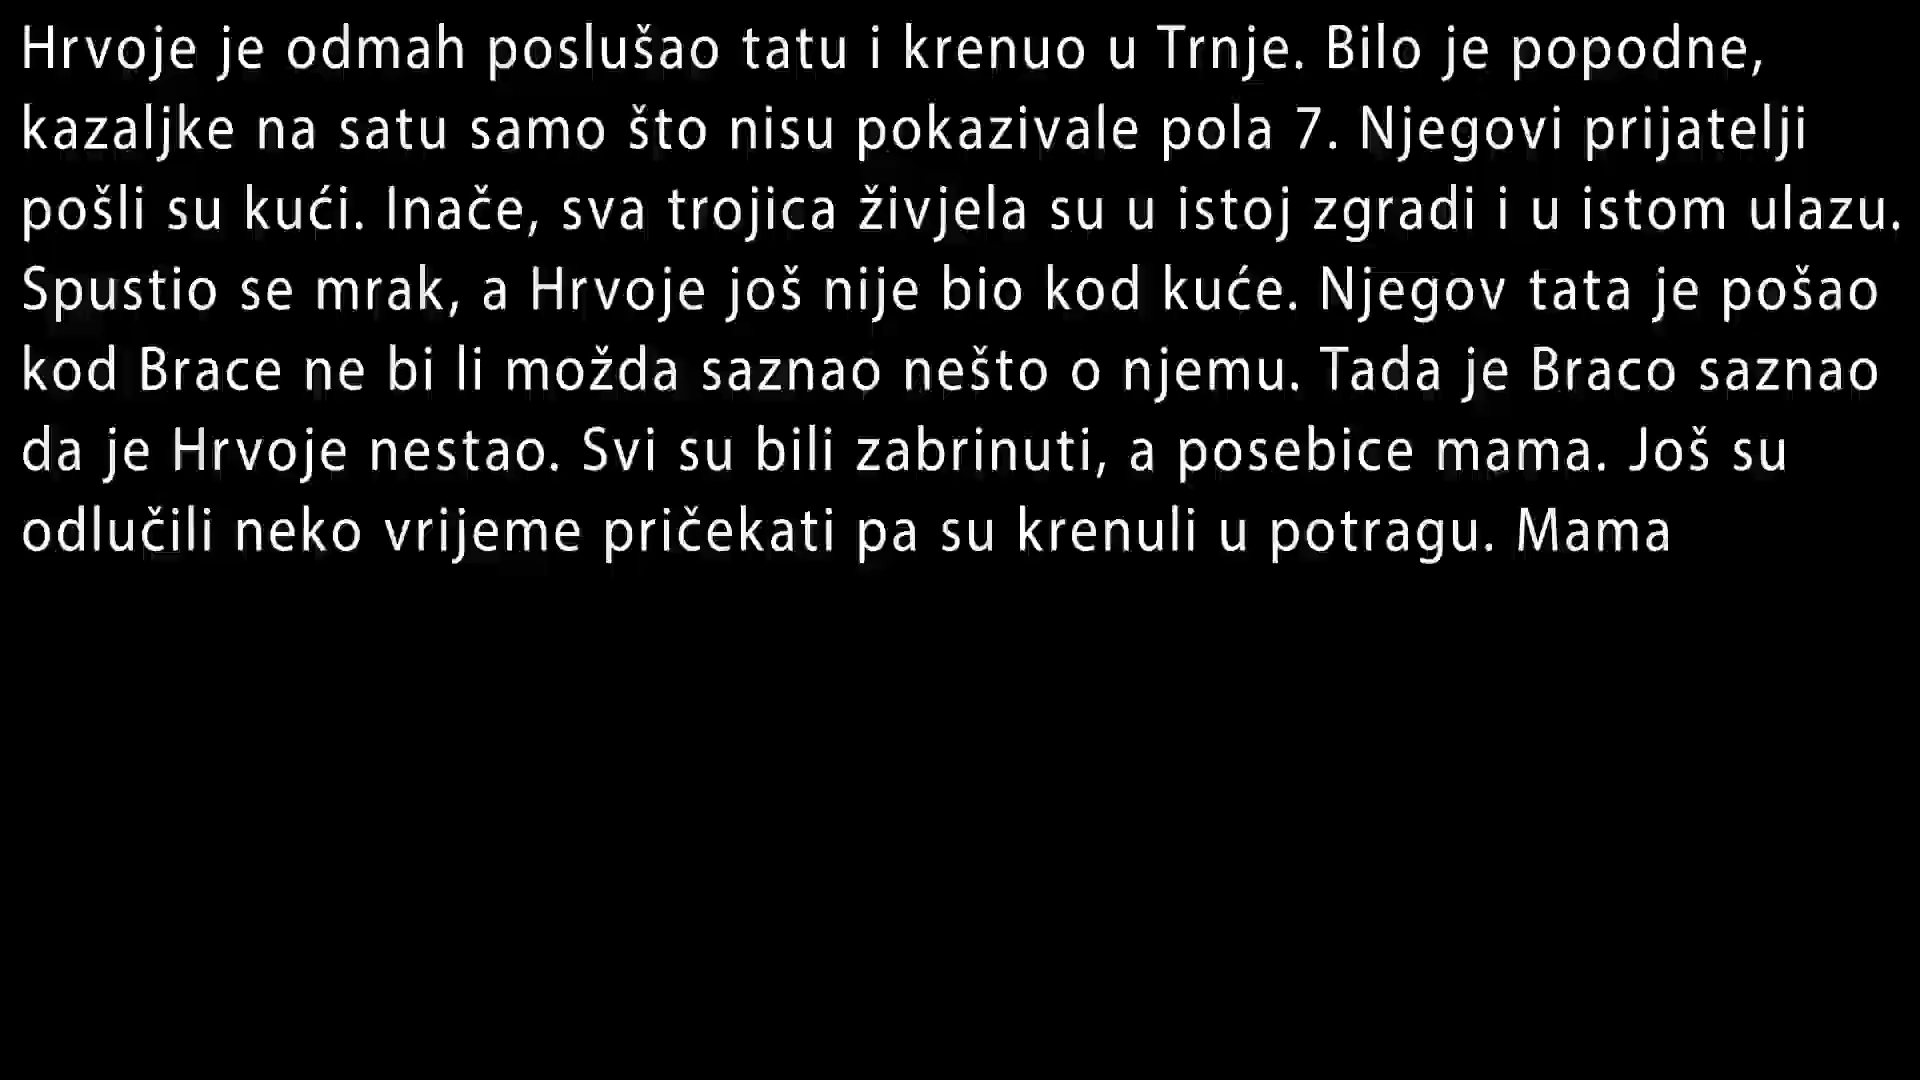 Hrvoje je odmah poslušao tatu i krenuo u Trnje. Bilo je popodne,
kazaljke na satu samo što nisu pokazivale pola 7. Njegovi prijatelji
pošli su kući. Inače, sva trojica živjela su u istoj zgradi i u istom ulazu.
Spustio se mrak, a Hrvoje još nije bio kod kuće. Njegov tata je pošao
kod Brace ne bi li možda saznao nešto o njemu. Tada je Braco saznao
da je Hrvoje nestao. Svi su bili zabrinuti, a posebice mama. Još su
odlučili neko vrijeme pričekati pa su krenuli u potragu. Mama